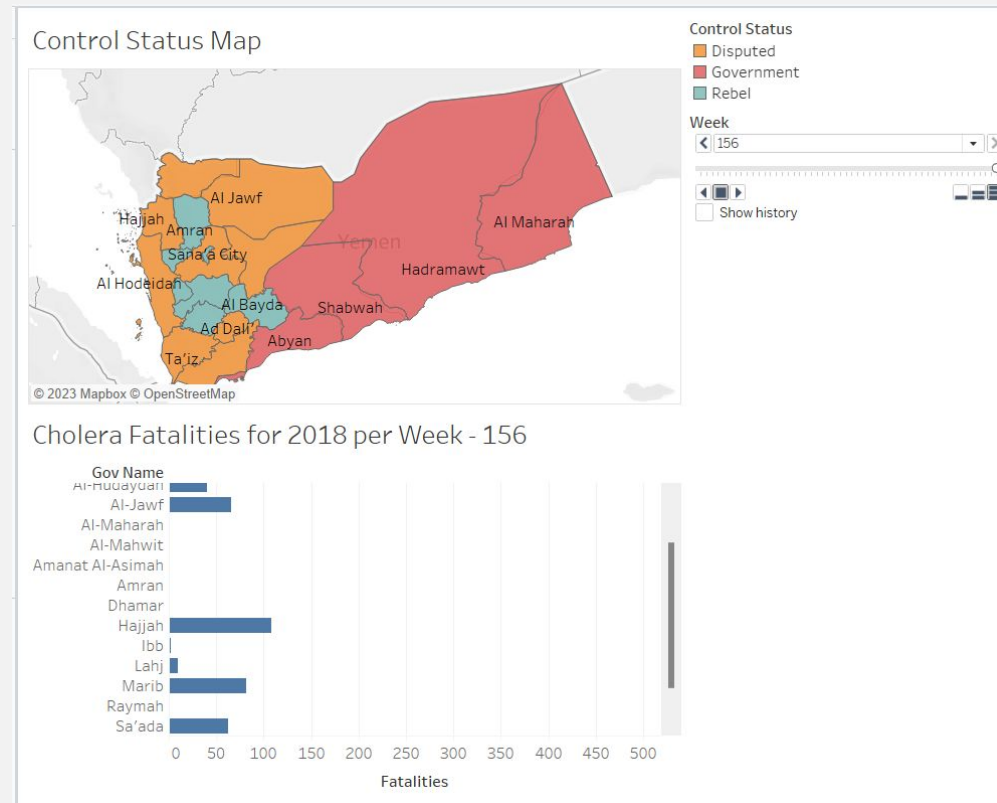 Control Status Map
Control Status
Disputed
Government
Rebel
Week
156
Show history
Al Jawf
Hajjah
Amran
Sana'a City
Al Hodeidah
Al Bayda
Ad Dali'
Ta'iz
Abyan
Shabwah
Hadramawt
Al Maharah
Yemen
© 2023 Mapbox © OpenStreetMap
Cholera Fatalities for 2018 per Week - 156
Gov Name
Al-Hudaydah
Al-Jawf
Al-Maharah
Al-Mahwit
Amanat Al-Asimah
Amran
Dhamar
Hajjah
Ibb
Lahj
Marib
Raymah
Sa'ada
0 50 100 150 200 250 300 350 400 450 500
Fatalities